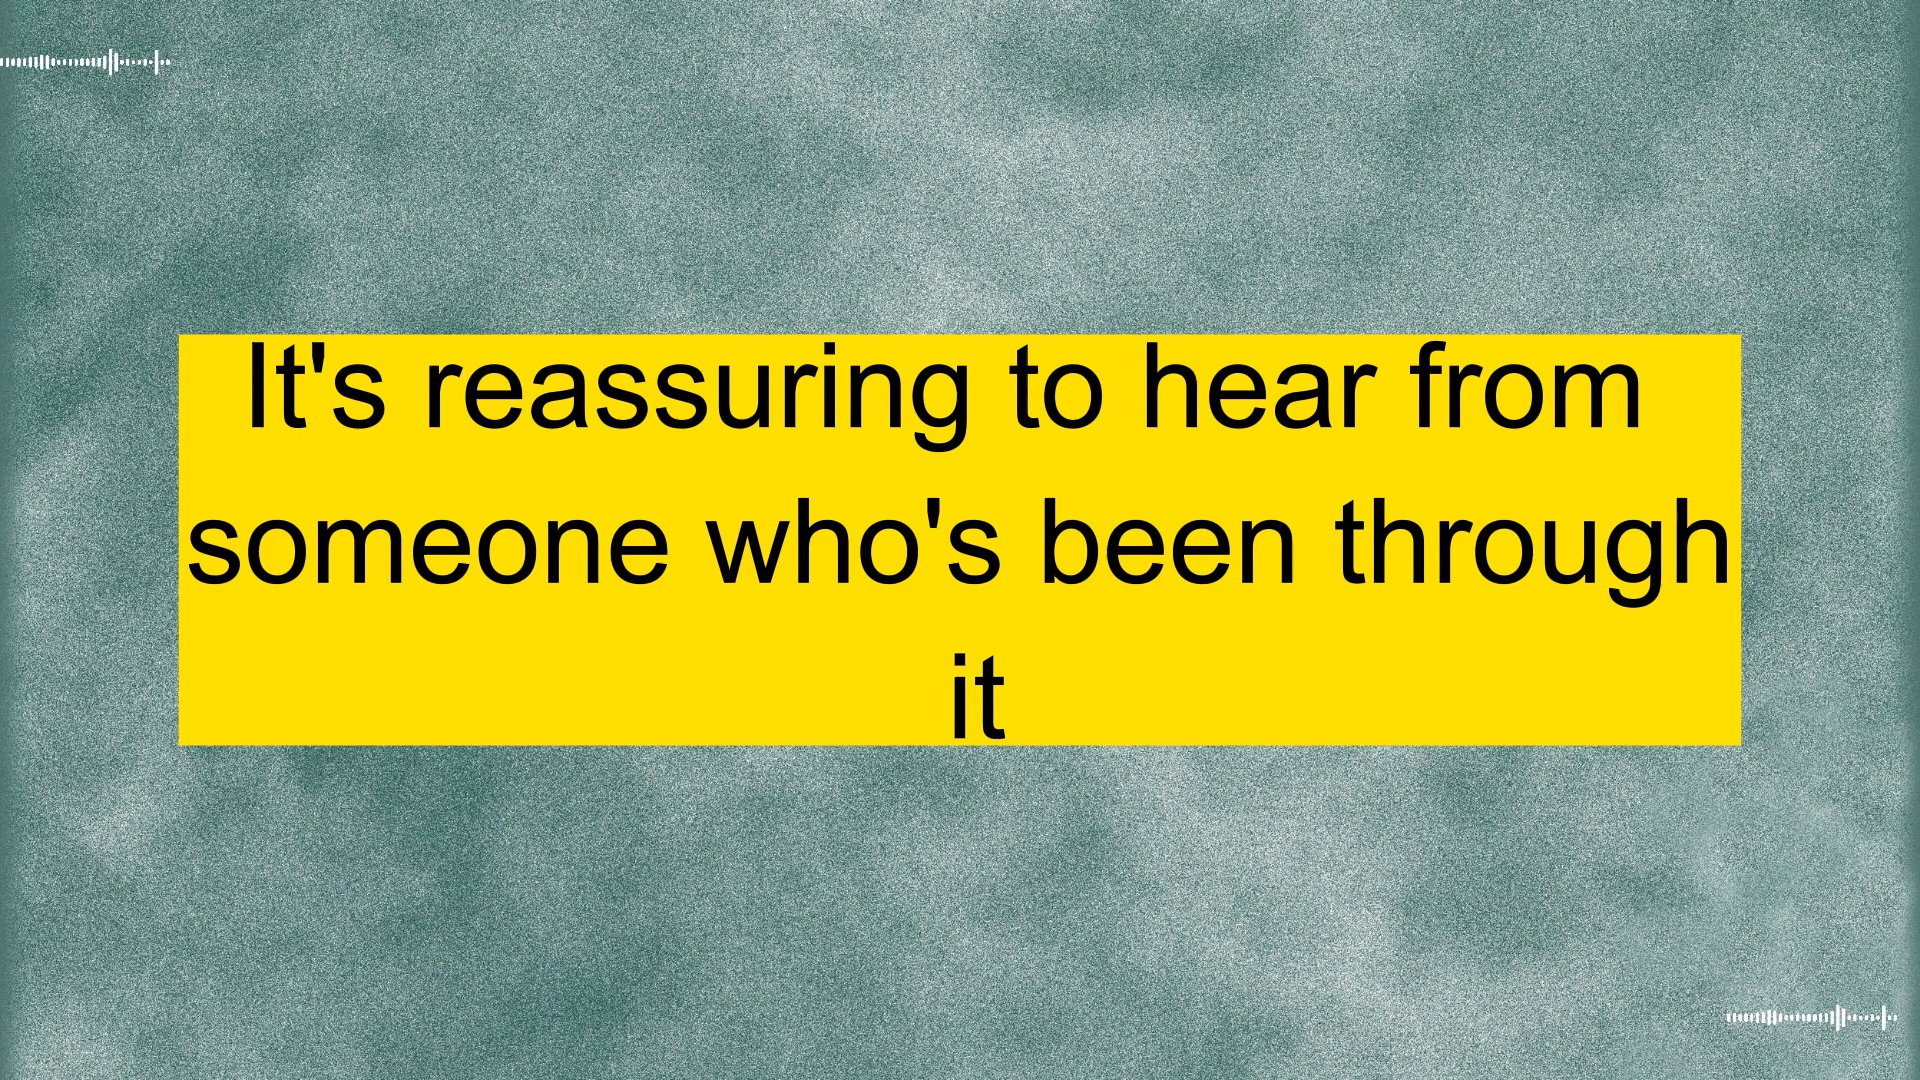 It's reassuring to hear from
someone who's been through
it